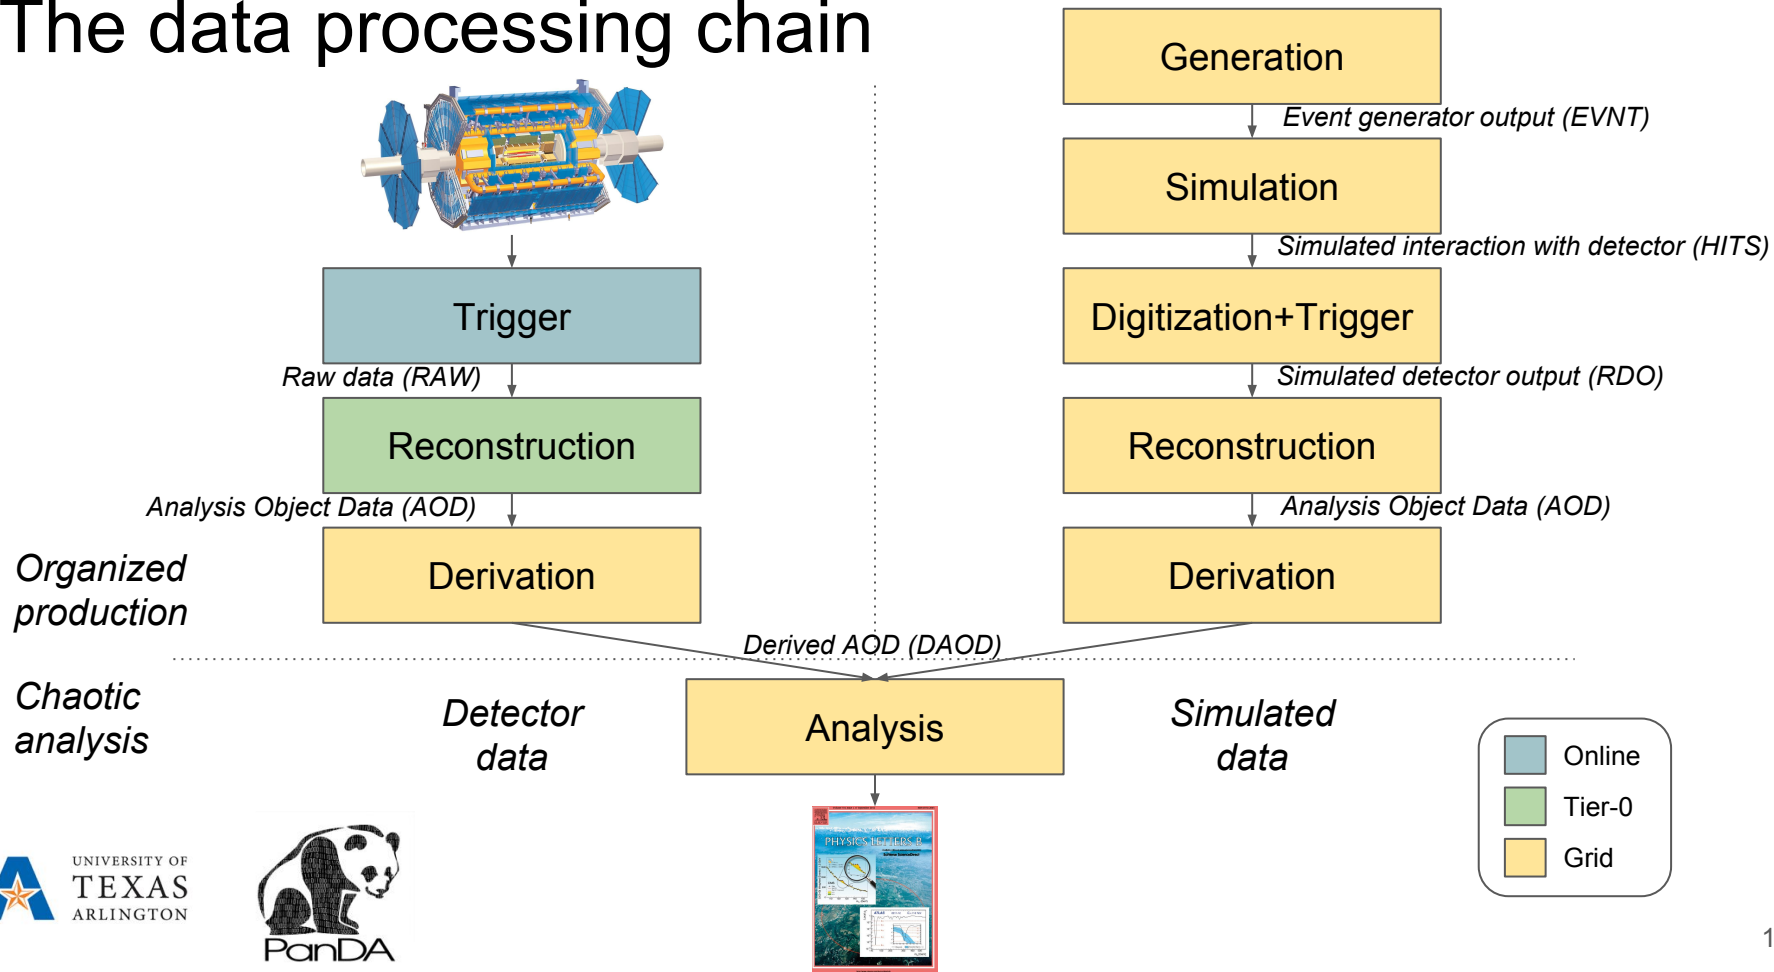 The data processing chain
Generation
Event generator output (EVNT)
Simulation
Simulated interaction with detector (HITS)
Trigger
Digitization+Trigger
Raw data (RAW)
Simulated detector output (RDO)
Reconstruction
Reconstruction
Analysis Object Data (AOD)
Analysis Object Data (AOD)
Organized
production
Derivation
Derivation
Derived AOD (DAOD)
Chaotic
analysis
Detector
data
Analysis
Simulated
data
Online
Tier-0
Grid
UNIVERSITY OF
TEXAS
ARLINGTON
PanDA
PHYSICS LETTERS B
ATLAS
1